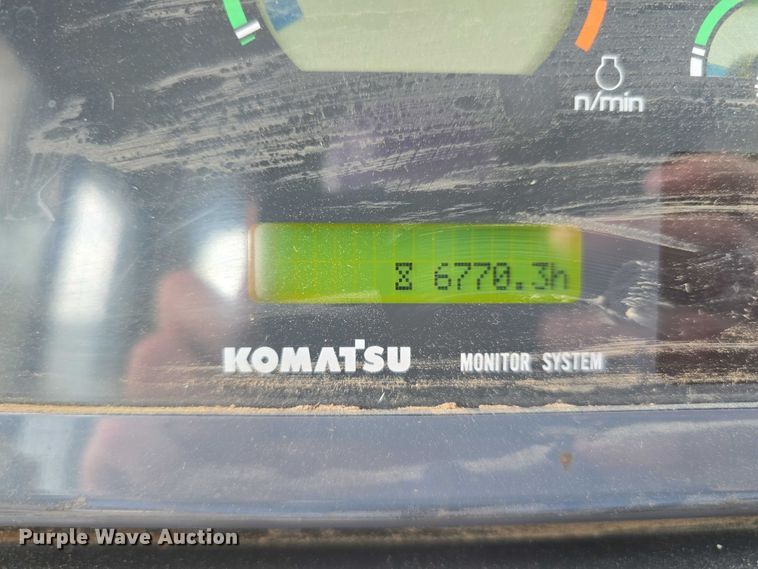 n/min
6770.3h
KOMATSU MONITOR SYSTEM
Purple Wave Auction